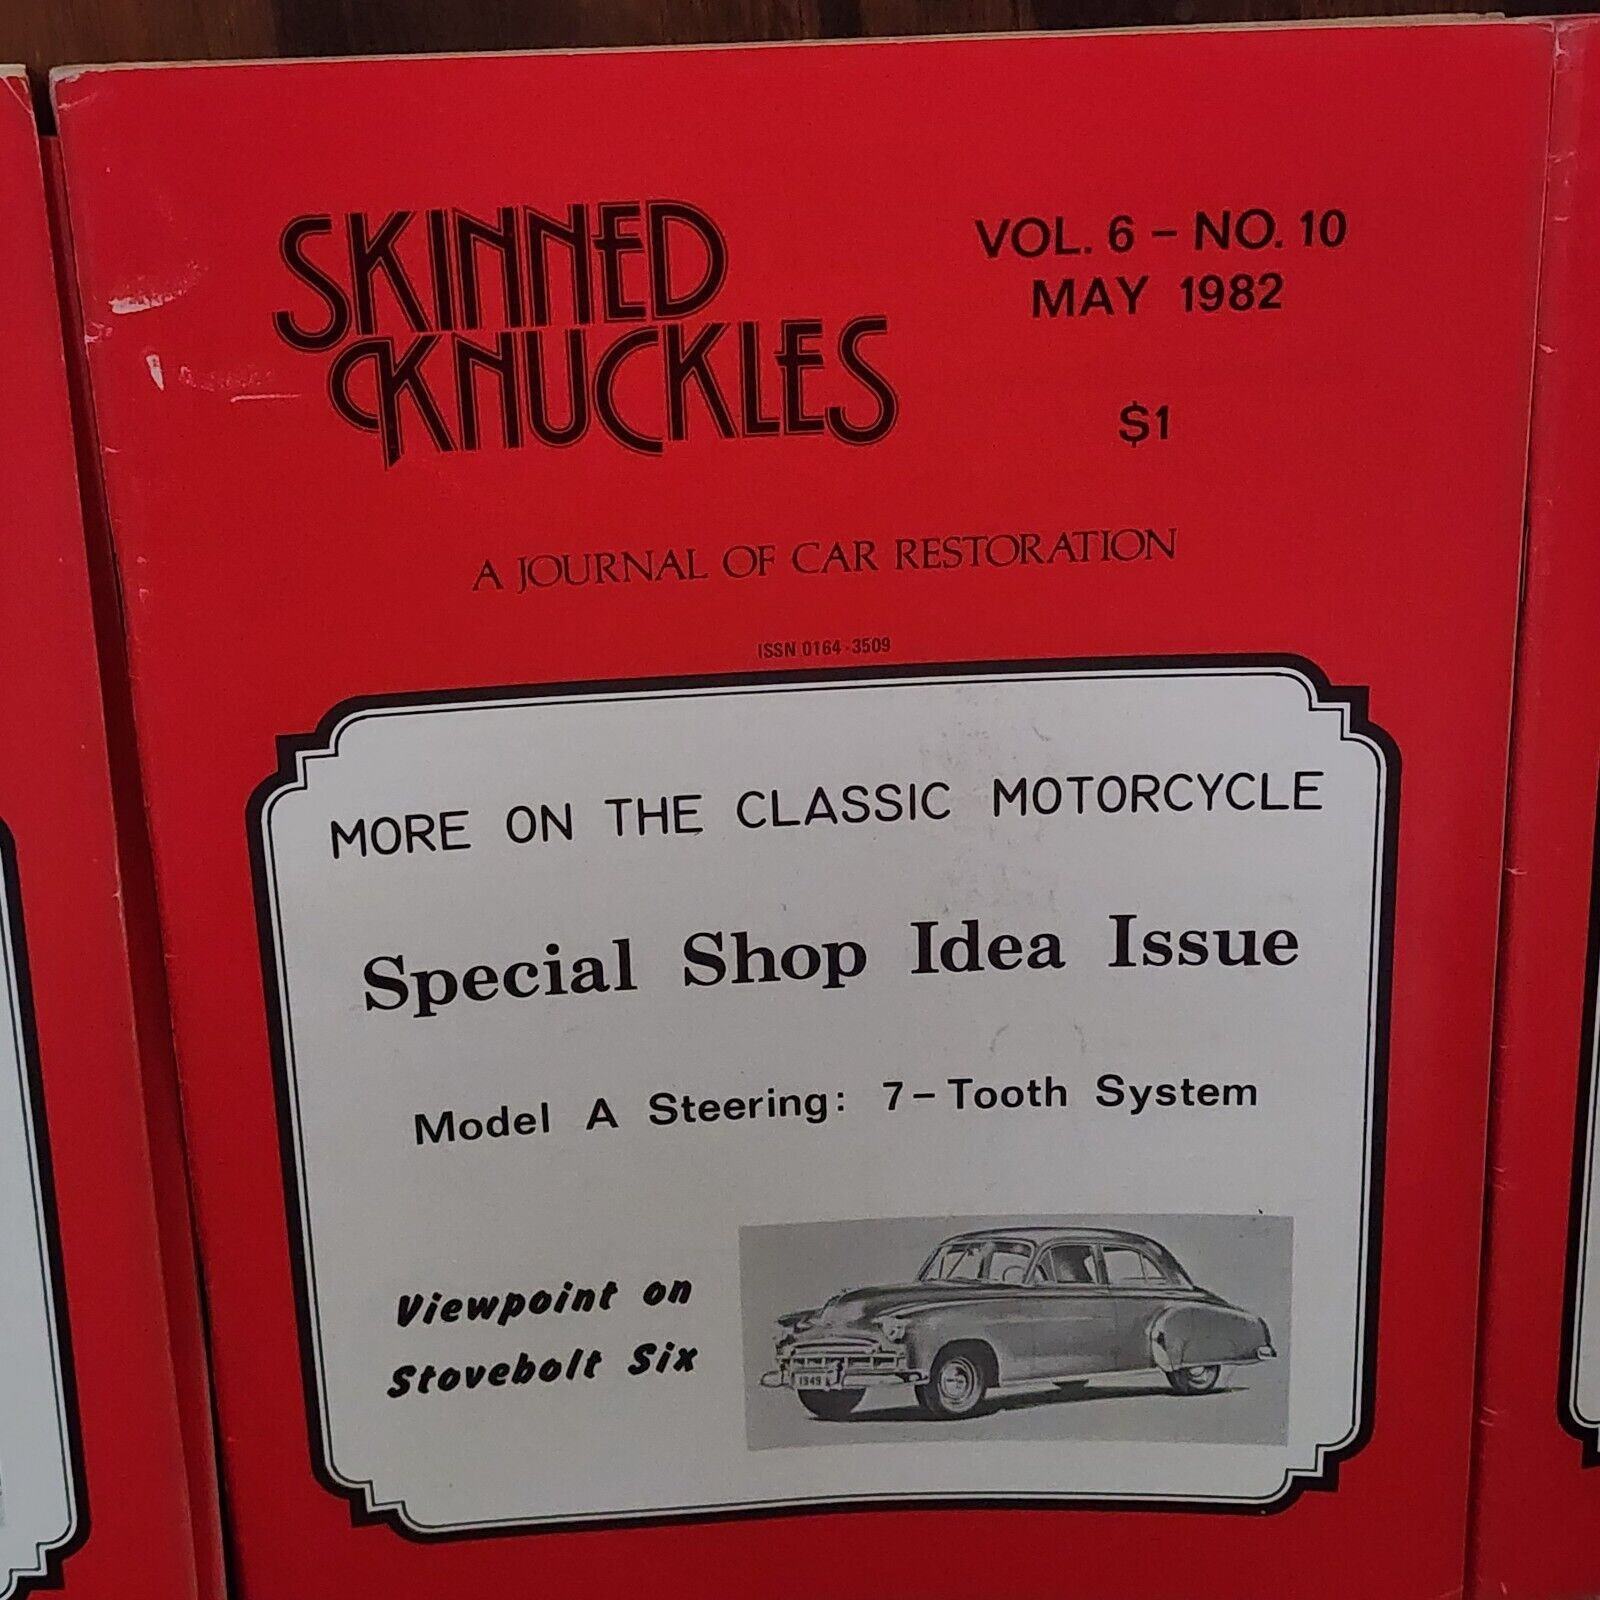 SKINNED
KNUCKLES
VOL. 6 – NO. 10
MAY 1982
$1
A JOURNAL OF CAR RESTORATION
ISSN 0164-3509
MORE ON THE CLASSIC MOTORCYCLE
Special Shop Idea Issue
Model A Steering: 7-Tooth System
Viewpoint on
Stovebolt Six
1949